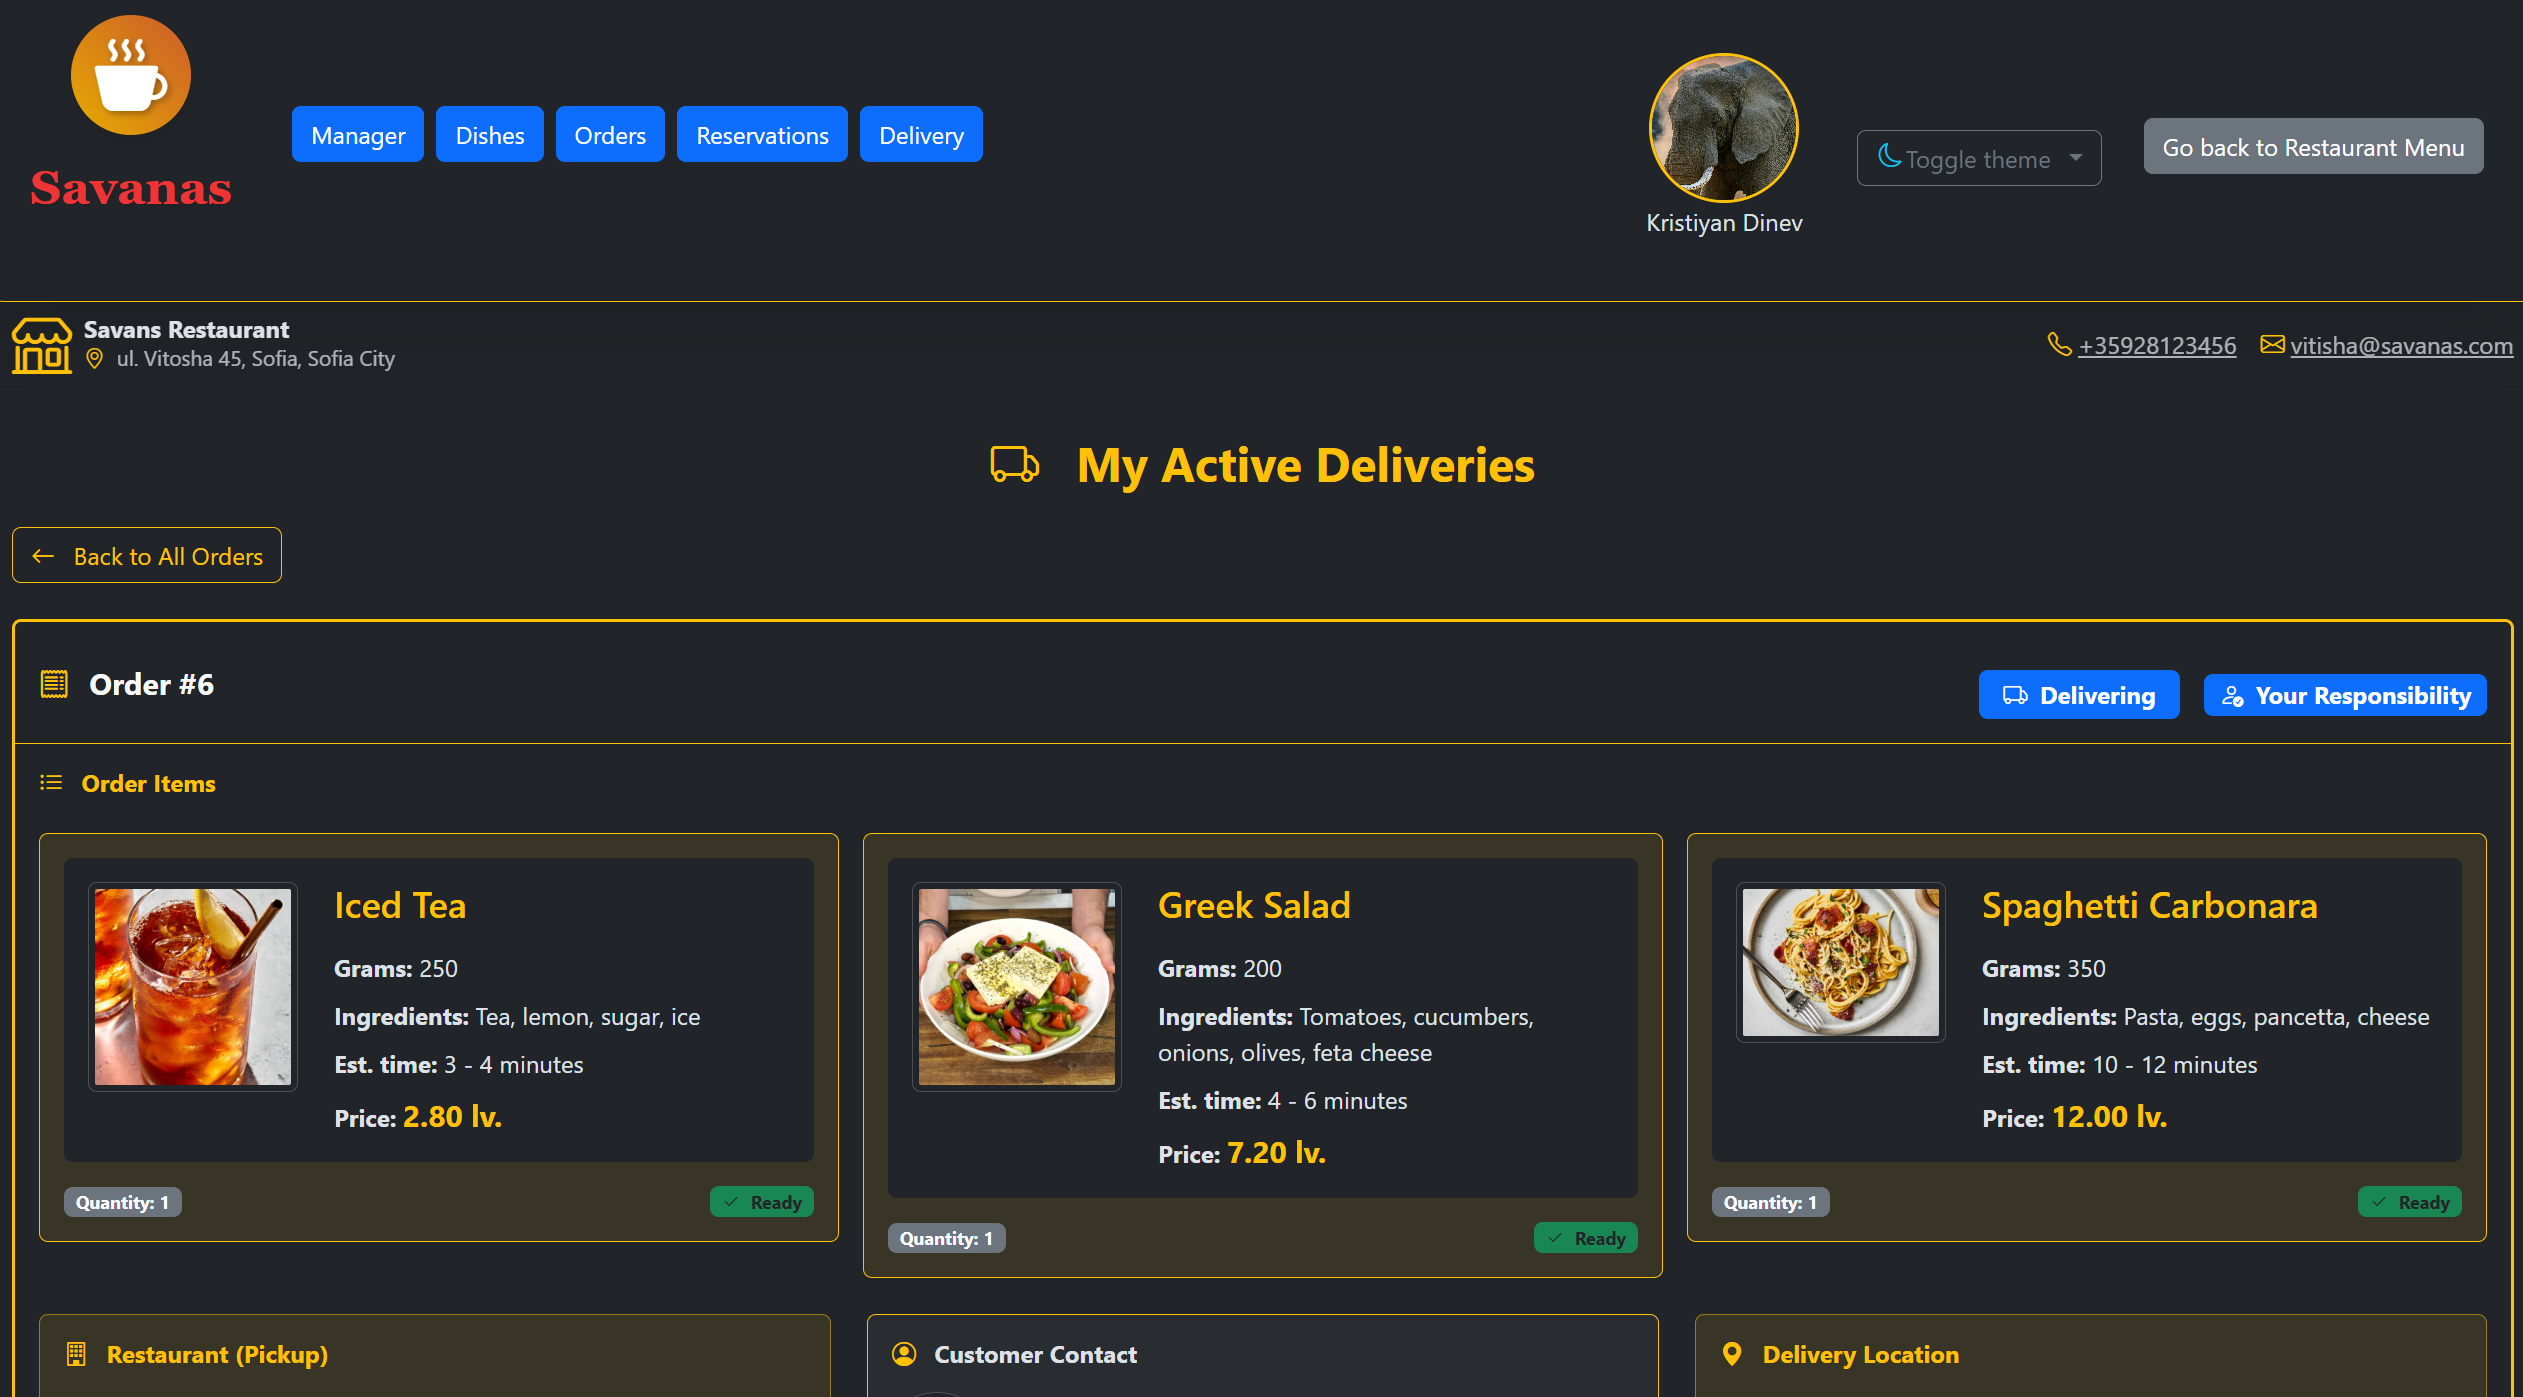 Savanas
Manager
Dishes
Orders
Reservations
Delivery
Kristiyan Dinev
Toggle theme
Go back to Restaurant Menu
Savans Restaurant
ul. Vitosha 45, Sofia, Sofia City
+35928123456
vitisha@savanas.com
My Active Deliveries
Back to All Orders
Order #6
Delivering
Your Responsibility
Order Items
Iced Tea
Grams: 250
Ingredients: Tea, lemon, sugar, ice
Est. time: 3 - 4 minutes
Price: 2.80 lv.
Quantity: 1
Ready
Greek Salad
Grams: 200
Ingredients: Tomatoes, cucumbers,
onions, olives, feta cheese
Est. time: 4 - 6 minutes
Price: 7.20 lv.
Quantity: 1
Ready
Spaghetti Carbonara
Grams: 350
Ingredients: Pasta, eggs, pancetta, cheese
Est. time: 10 - 12 minutes
Price: 12.00 lv.
Quantity: 1
Ready
Restaurant (Pickup)
Customer Contact
Delivery Location